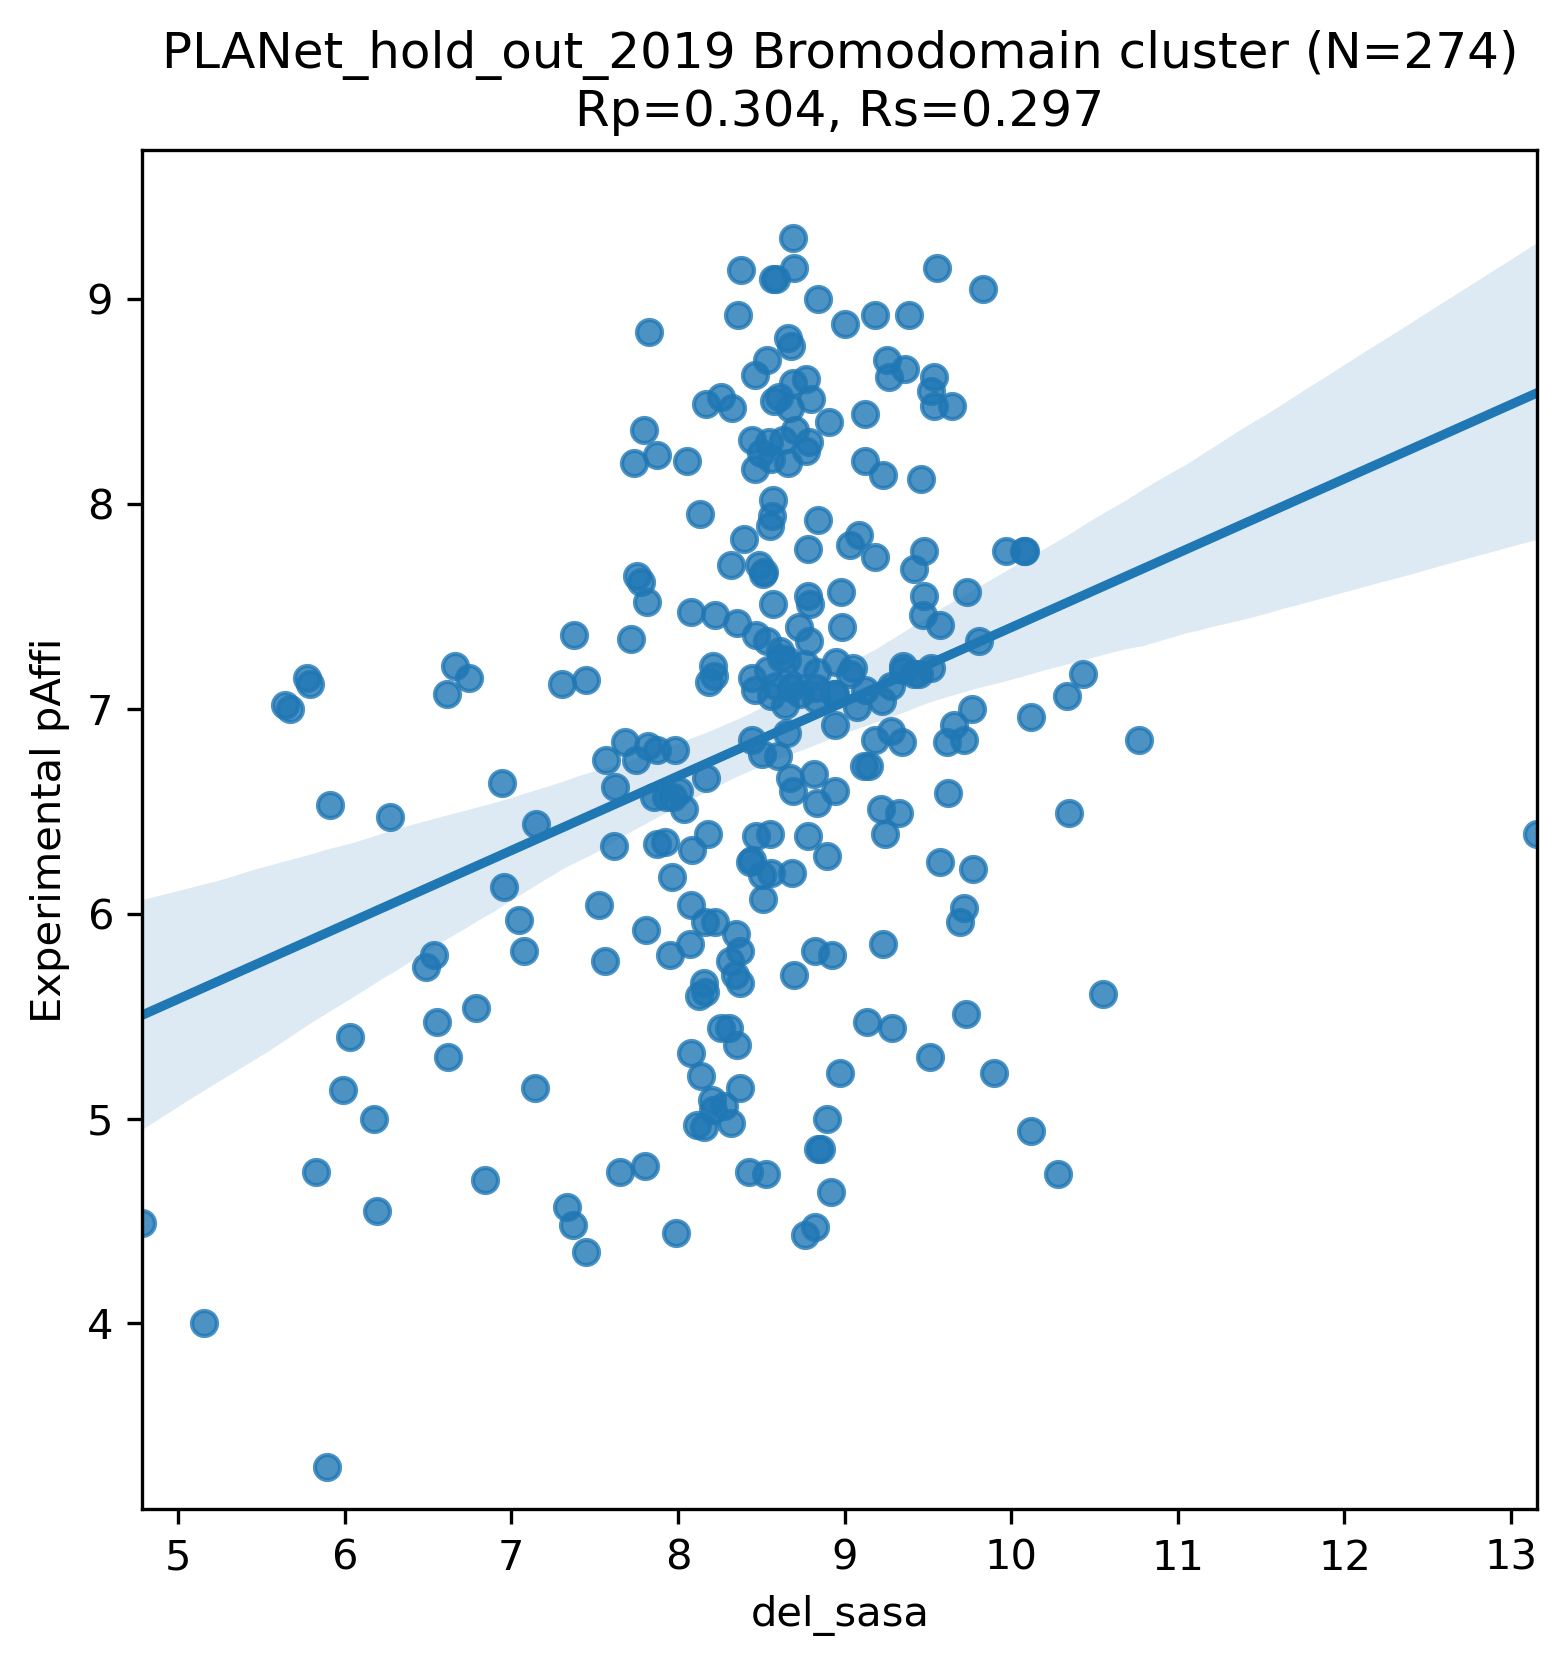 PLANet_hold_out_2019 Bromodomain cluster (N=274)
Rp=0.304, Rs=0.297
Experimental pAffi
9
8
7
6
5
4
5 6 7 8 9 10 11 12 13
del_sasa